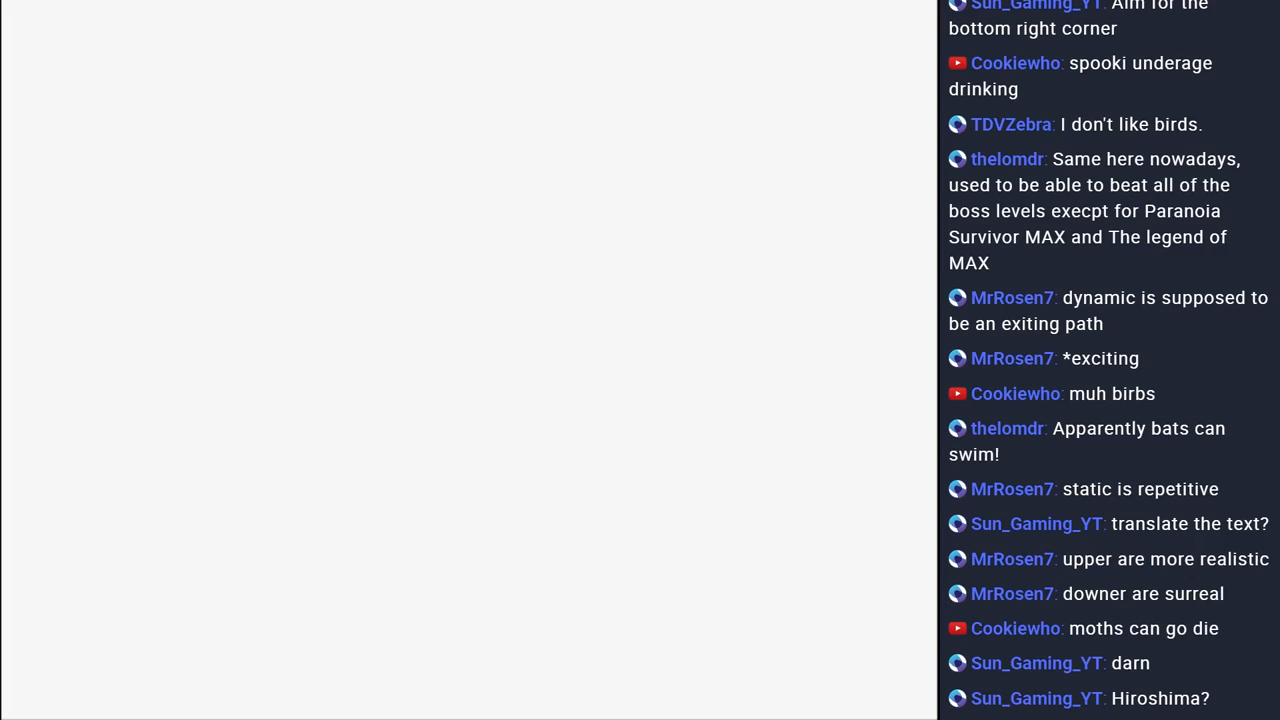 Sun_Gaming_YT: Aim for the
bottom right corner
Cookiewho: spooki underage
drinking
TDVZebra: I don't like birds.
thelomdr: Same here nowadays,
used to be able to beat all of the
boss levels execpt for Paranoia
Survivor MAX and The legend of
MAX
MrRosen7: dynamic is supposed to
be an exiting path
MrRosen7: *exciting
Cookiewho: muh birbs
thelomdr: Apparently bats can
swim!
MrRosen7: static is repetitive
Sun_Gaming_YT: translate the text?
MrRosen7: upper are more realistic
MrRosen7: downer are surreal
Cookiewho: moths can go die
Sun_Gaming_YT: darn
Sun_Gaming_YT: Hiroshima?